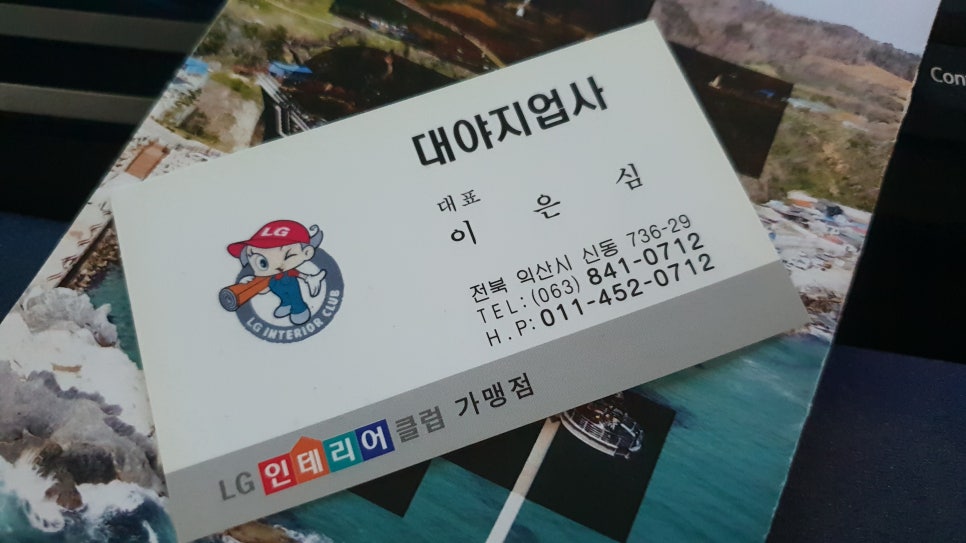 대야지업사
대표
이 은 심
전북 익산시 신동 736-29
TEL: (063) 841-0712
H.P: 011-452-0712
LG
LG INTERIOR CLUB
LG 인테리어클럽 가맹점